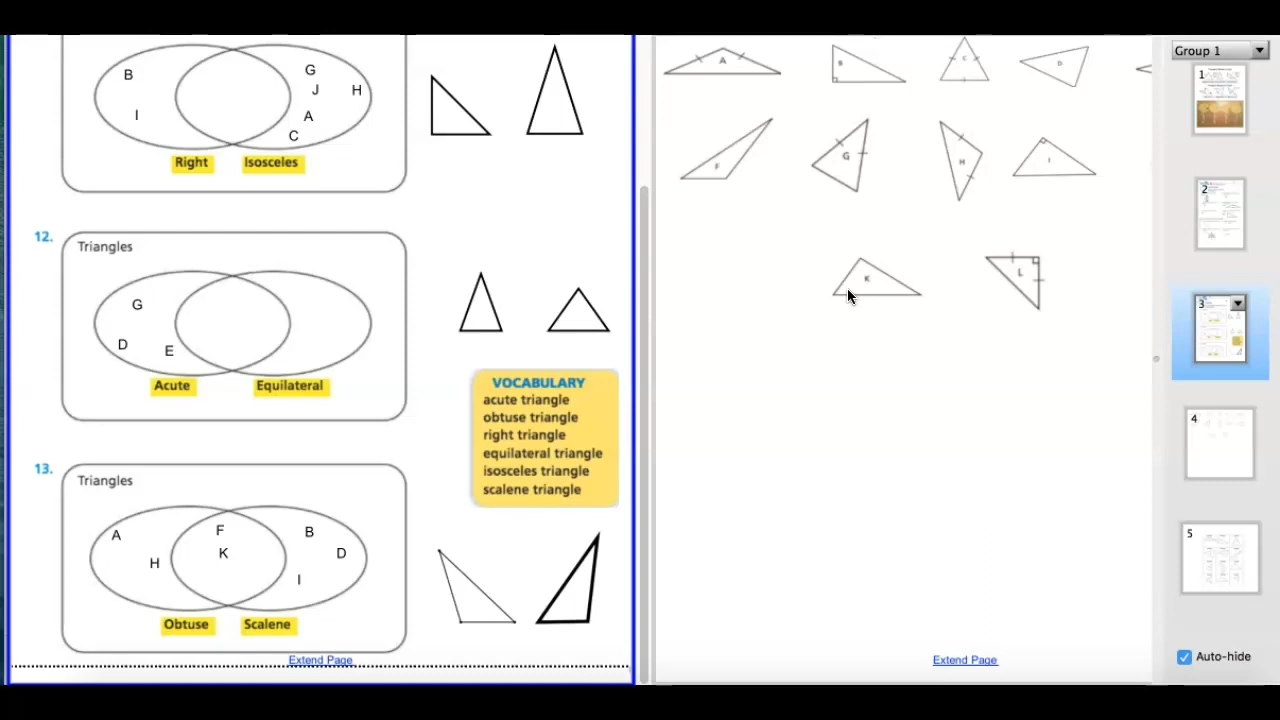 B
G
J
H
I
A
C
Right
Isosceles
12.
Triangles
G
D
E
Acute
Equilateral
13.
Triangles
A
F
B
H
K
D
I
Obtuse
Scalene
VOCABULARY
acute triangle
obtuse triangle
right triangle
equilateral triangle
isosceles triangle
scalene triangle
Extend Page
A
B
C
D
F
G
H
I
K
L
Extend Page
Group 1
1
2
3
4
5
Auto-hide